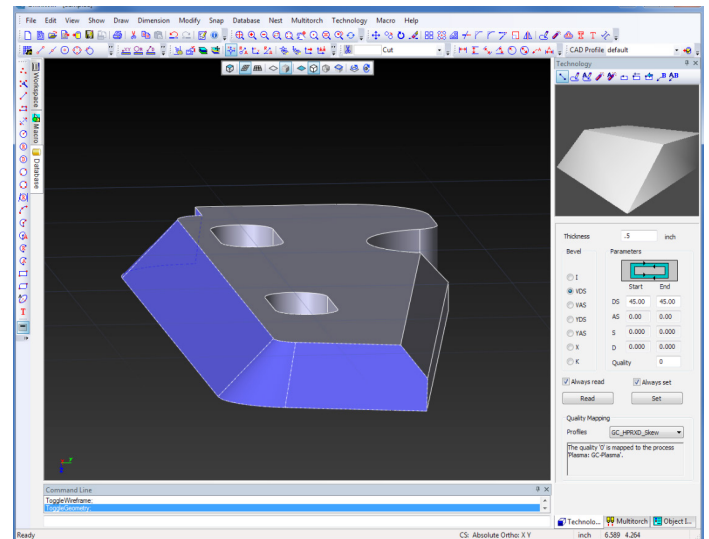 File Edit View Show Draw Dimension Modify Snap Database Nest Multitorch Technology Macro Help
Cut
CAD Profile default
Workspace
Macro
Database
Technology
Thickness .5 inch
Bevel Parameters
I
Start End
VDS
DS 45.00 45.00
VAS
AS 0.00 0.00
YDS
S 0.000 0.000
YAS
D 0.000 0.000
X
K
Quality 0
Always read Always set
Read Set
Quality Mapping
Profiles GC_HPRXD_Skew
The quality '0' is mapped to the process
'Plasma: GC-Plasma'.
Command Line
ToggleWireframe;
ToggleGeometry;
Technolo... Multitorch Object I...
Ready CS: Absolute Ortho: X Y inch 6.589 4.264